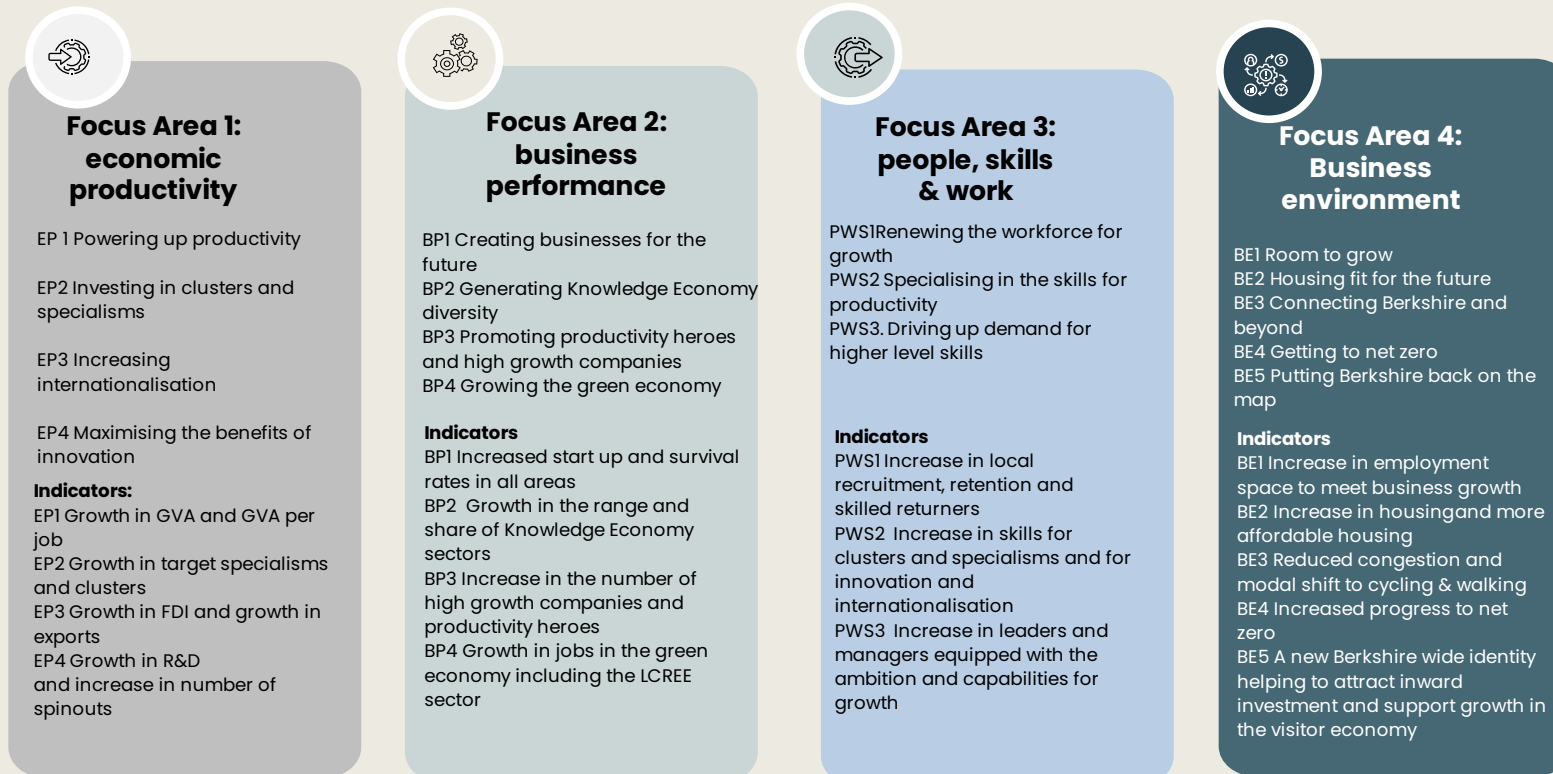 Focus Area 1:
economic
productivity
EP 1 Powering up productivity
EP2 Investing in clusters and
specialisms
EP3 Increasing
internationalisation
EP4 Maximising the benefits of
innovation
Indicators:
EP1 Growth in GVA and GVA per
job
EP2 Growth in target specialisms
and clusters
EP3 Growth in FDI and growth in
exports
EP4 Growth in R&D
and increase in number of
spinouts
Focus Area 2:
business
performance
BP1 Creating businesses for the
future
BP2 Generating Knowledge Economy
diversity
BP3 Promoting productivity heroes
and high growth companies
BP4 Growing the green economy
Indicators
BP1 Increased start up and survival
rates in all areas
BP2 Growth in the range and
share of Knowledge Economy
sectors
BP3 Increase in the number of
high growth companies and
productivity heroes
BP4 Growth in jobs in the green
economy including the LCREE
sector
Focus Area 3:
people, skills
& work
PWS1Renewing the workforce for
growth
PWS2 Specialising in the skills for
productivity
PWS3. Driving up demand for
higher level skills
Indicators
PWS1 Increase in local
recruitment, retention and
skilled returners
PWS2 Increase in skills for
clusters and specialisms and for
innovation and
internationalisation
PWS3 Increase in leaders and
managers equipped with the
ambition and capabilities for
growth
Focus Area 4:
Business
environment
BE1 Room to grow
BE2 Housing fit for the future
BE3 Connecting Berkshire and
beyond
BE4 Getting to net zero
BE5 Putting Berkshire back on the
map
Indicators
BE1 Increase in employment
space to meet business growth
BE2 Increase in housingand more
affordable housing
BE3 Reduced congestion and
modal shift to cycling & walking
BE4 Increased progress to net
zero
BE5 A new Berkshire wide identity
helping to attract inward
investment and support growth in
the visitor economy